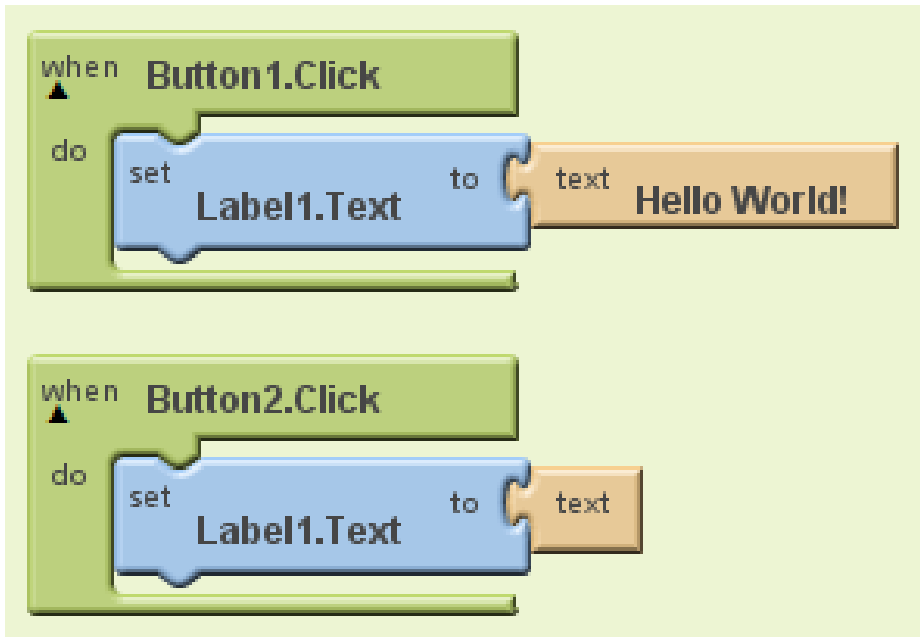 when Button1.Click
do set Label1.Text to text Hello World!
when Button2.Click
do set Label1.Text to text